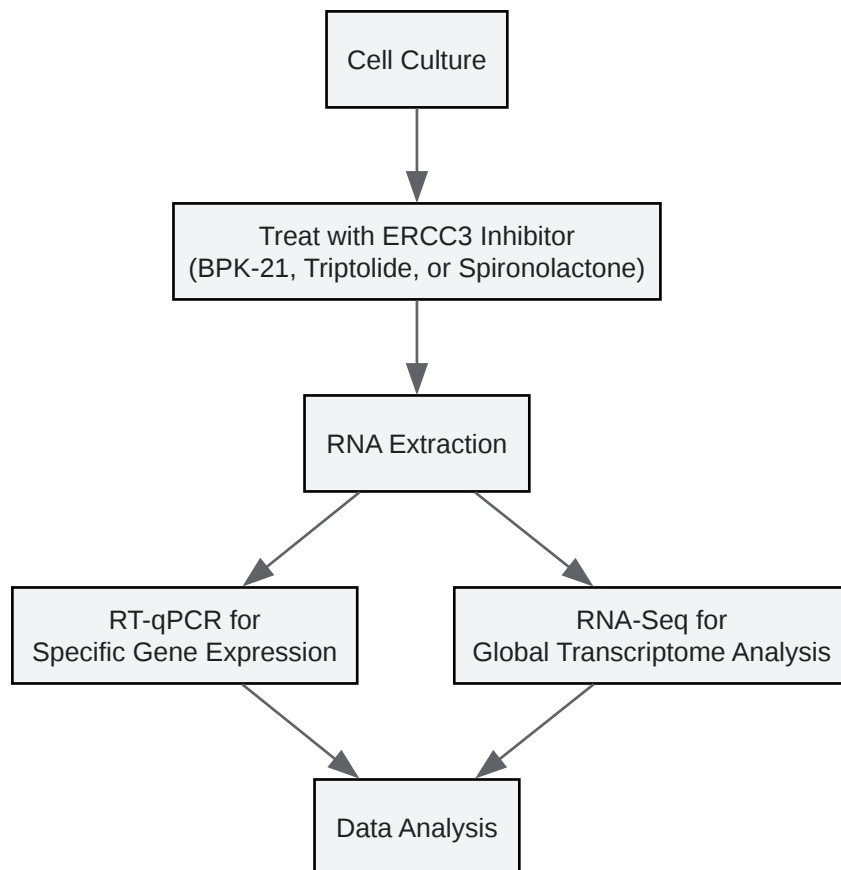 Cell Culture
Treat with ERCC3 Inhibitor
(BPK-21, Triptolide, or Spironolactone)
RNA Extraction
RT-qPCR for
Specific Gene Expression
RNA-Seq for
Global Transcriptome Analysis
Data Analysis